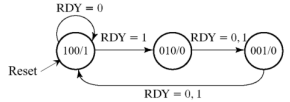 RDY = 0
RDY = 1
RDY = 0, 1
100/1
010/0
001/0
Reset
RDY = 0, 1